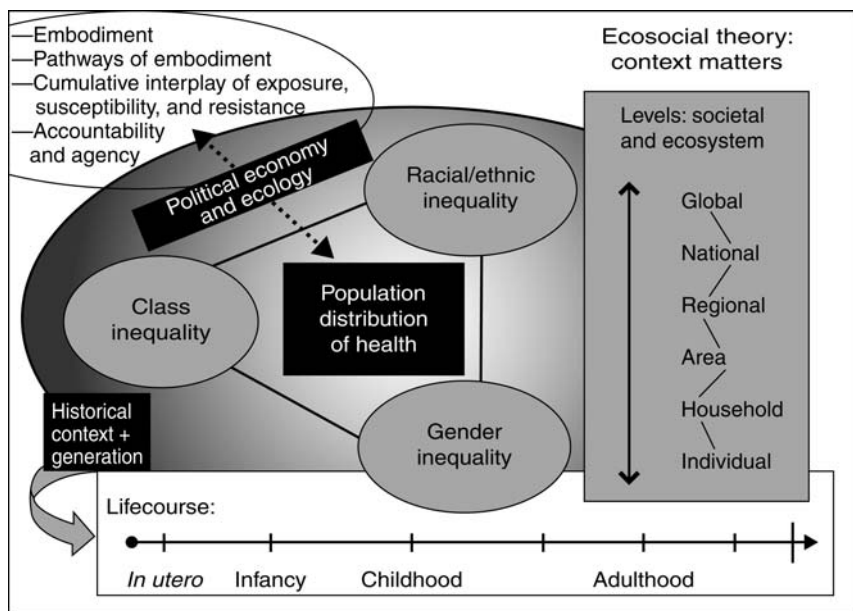 —Embodiment
—Pathways of embodiment
—Cumulative interplay of exposure,
susceptibility, and resistance
—Accountability
and agency
Ecosocial theory:
context matters
Levels: societal
and ecosystem
Global
National
Regional
Area
Household
Individual
Political economy
and ecology
Racial/ethnic
inequality
Class
inequality
Population
distribution
of health
Gender
inequality
Historical
context +
generation
Lifecourse:
In utero Infancy Childhood Adulthood